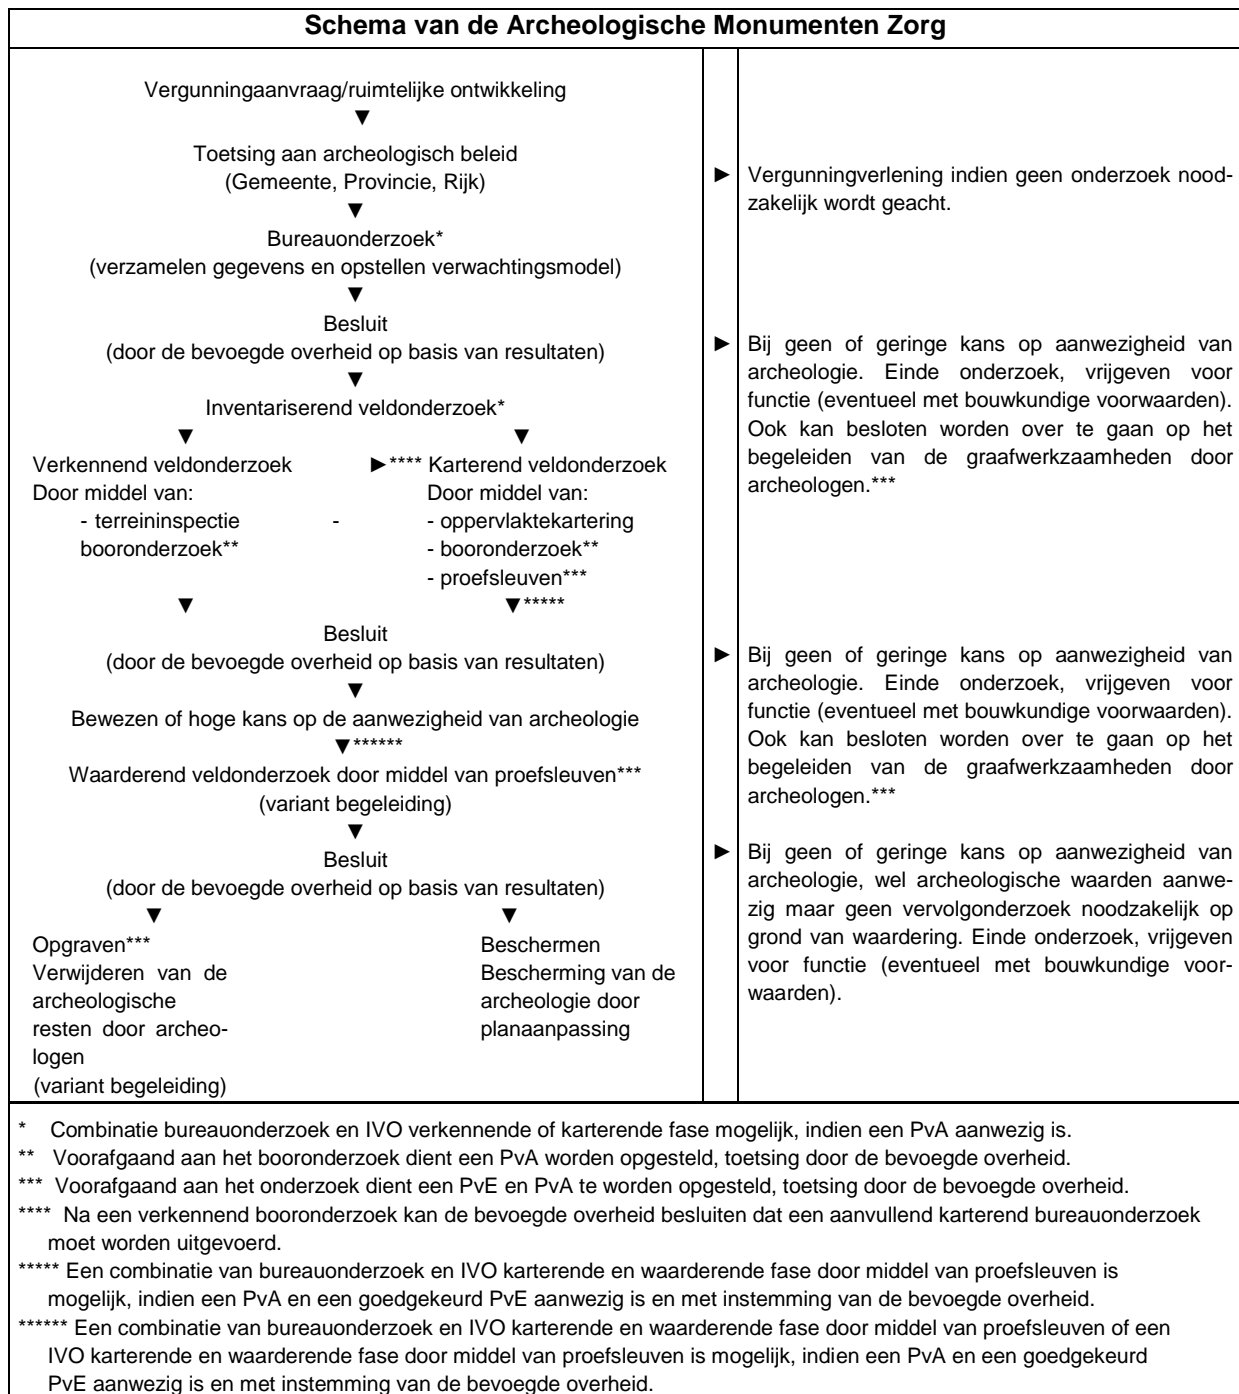 Schema van de Archeologische Monumenten Zorg
Vergunningaanvraag/ruimtelijke ontwikkeling
▼
Toetsing aan archeologisch beleid
(Gemeente, Provincie, Rijk)
▼
Bureauonderzoek*
(verzamelen gegevens en opstellen verwachtingsmodel)
▼
Besluit
(door de bevoegde overheid op basis van resultaten)
▼
Inventariserend veldonderzoek*
▼ ▼
Verkennend veldonderzoek ►**** Karterend veldonderzoek
Door middel van: Door middel van:
- terreininspectie - - oppervlaktekartering
booronderzoek** - booronderzoek**
- proefsleuven***
▼ ▼*****
Besluit
(door de bevoegde overheid op basis van resultaten)
▼
Bewezen of hoge kans op de aanwezigheid van archeologie
▼******
Waarderend veldonderzoek door middel van proefsleuven***
(variant begeleiding)
▼
Besluit
(door de bevoegde overheid op basis van resultaten)
▼ ▼
Opgraven*** Beschermen
Verwijderen van de Bescherming van de
archeologische archeologie door
resten door archeo- planaanpassing
logen
(variant begeleiding)
► Vergunningverlening indien geen onderzoek nood-
zakelijk wordt geacht.
► Bij geen of geringe kans op aanwezigheid van
archeologie. Einde onderzoek, vrijgeven voor
functie (eventueel met bouwkundige voorwaarden).
Ook kan besloten worden over te gaan op het
begeleiden van de graafwerkzaamheden door
archeologen.***
► Bij geen of geringe kans op aanwezigheid van
archeologie. Einde onderzoek, vrijgeven voor
functie (eventueel met bouwkundige voorwaarden).
Ook kan besloten worden over te gaan op het
begeleiden van de graafwerkzaamheden door
archeologen.***
► Bij geen of geringe kans op aanwezigheid van
archeologie, wel archeologische waarden aanwe-
zig maar geen vervolgonderzoek noodzakelijk op
grond van waardering. Einde onderzoek, vrijgeven
voor functie (eventueel met bouwkundige voor-
waarden).
* Combinatie bureauonderzoek en IVO verkennende of karterende fase mogelijk, indien een PvA aanwezig is.
** Voorafgaand aan het booronderzoek dient een PvA worden opgesteld, toetsing door de bevoegde overheid.
*** Voorafgaand aan het onderzoek dient een PvE en PvA te worden opgesteld, toetsing door de bevoegde overheid.
**** Na een verkennend booronderzoek kan de bevoegde overheid besluiten dat een aanvullend karterend bureauonderzoek
moet worden uitgevoerd.
***** Een combinatie van bureauonderzoek en IVO karterende en waarderende fase door middel van proefsleuven is
mogelijk, indien een PvA en een goedgekeurd PvE aanwezig is en met instemming van de bevoegde overheid.
****** Een combinatie van bureauonderzoek en IVO karterende en waarderende fase door middel van proefsleuven of een
IVO karterende en waarderende fase door middel van proefsleuven is mogelijk, indien een PvA en een goedgekeurd
PvE aanwezig is en met instemming van de bevoegde overheid.